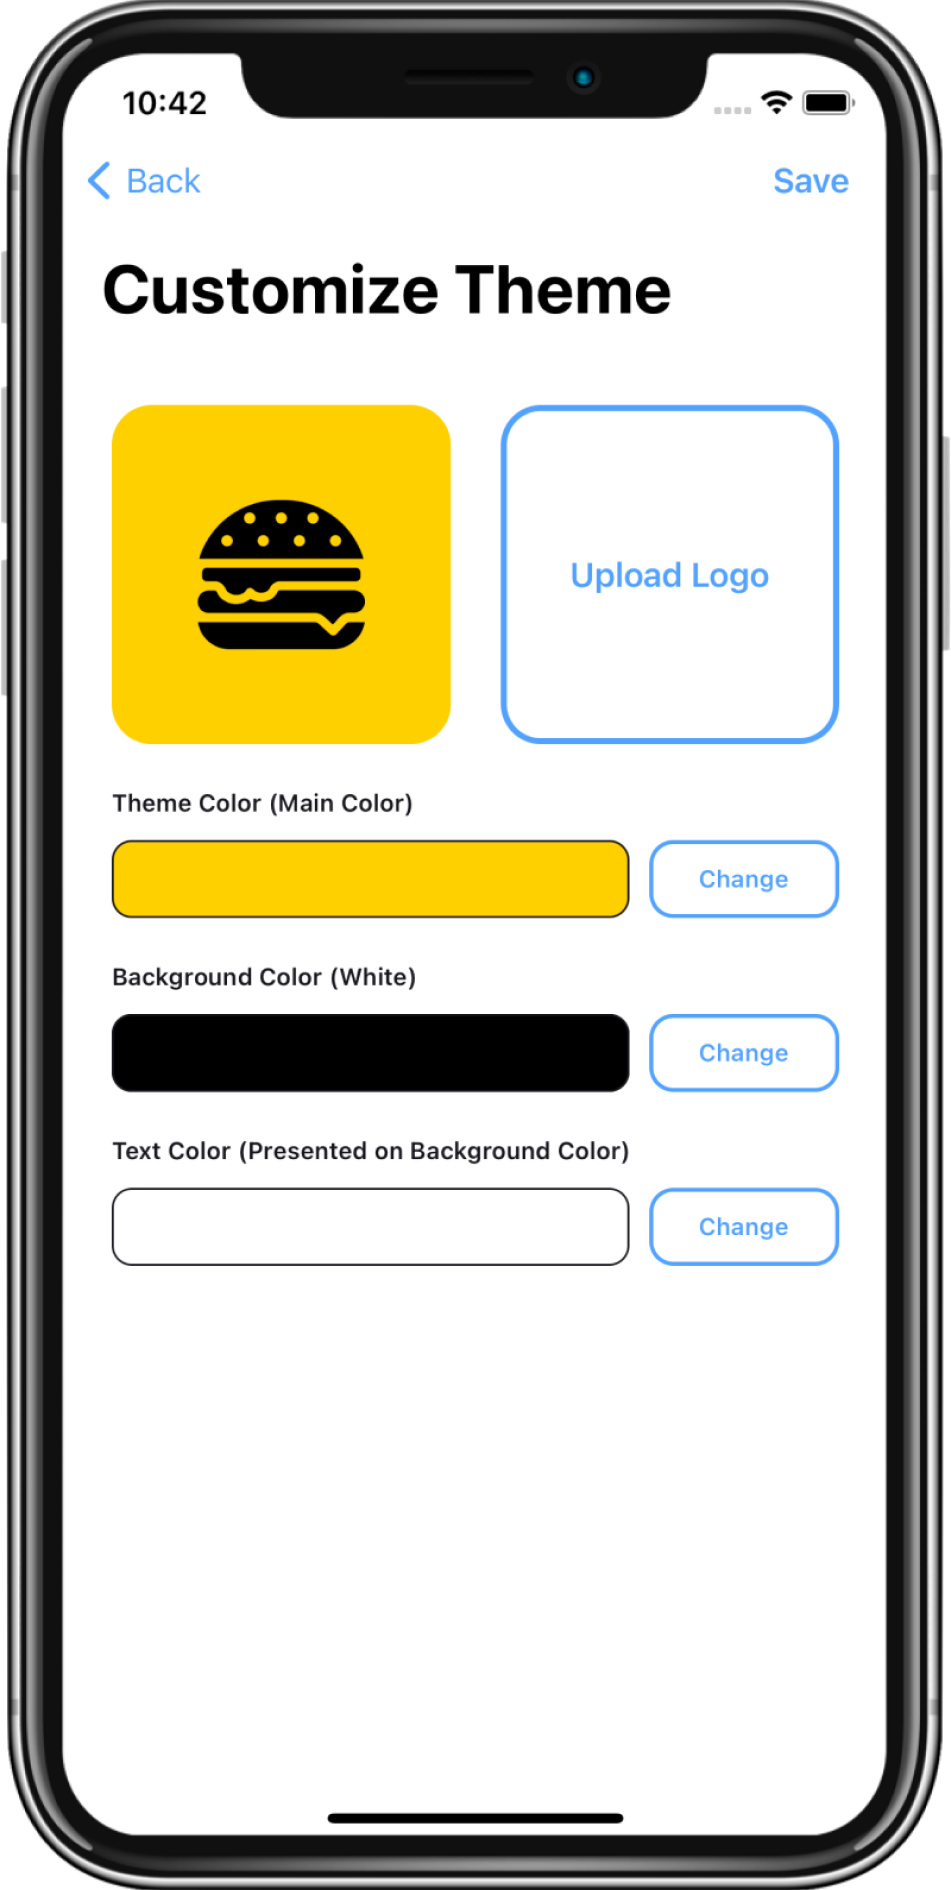 10:42
Back
Save
Customize Theme
Upload Logo
Theme Color (Main Color)
Change
Background Color (White)
Change
Text Color (Presented on Background Color)
Change